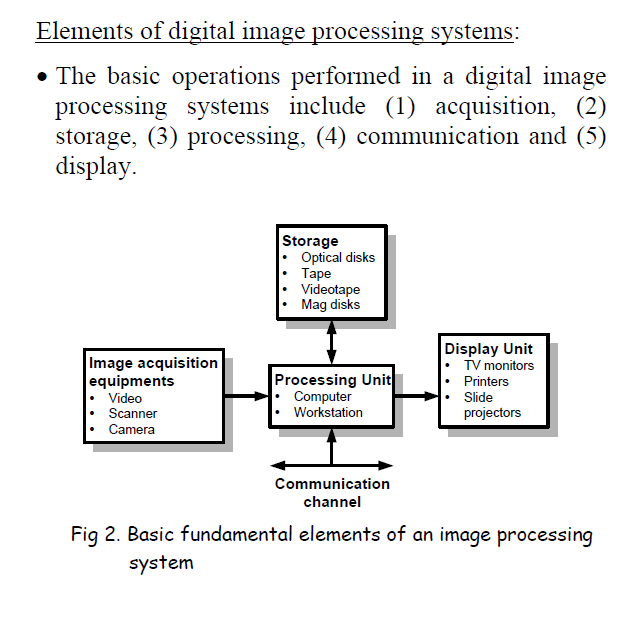 Elements of digital image processing systems:
• The basic operations performed in a digital image
processing systems include (1) acquisition, (2)
storage, (3) processing, (4) communication and (5)
display.
Storage
• Optical disks
• Tape
• Videotape
• Mag disks
Image acquisition
equipments
• Video
• Scanner
• Camera
Processing Unit
• Computer
• Workstation
Display Unit
• TV monitors
• Printers
• Slide
projectors
Communication
channel
Fig 2. Basic fundamental elements of an image processing
system